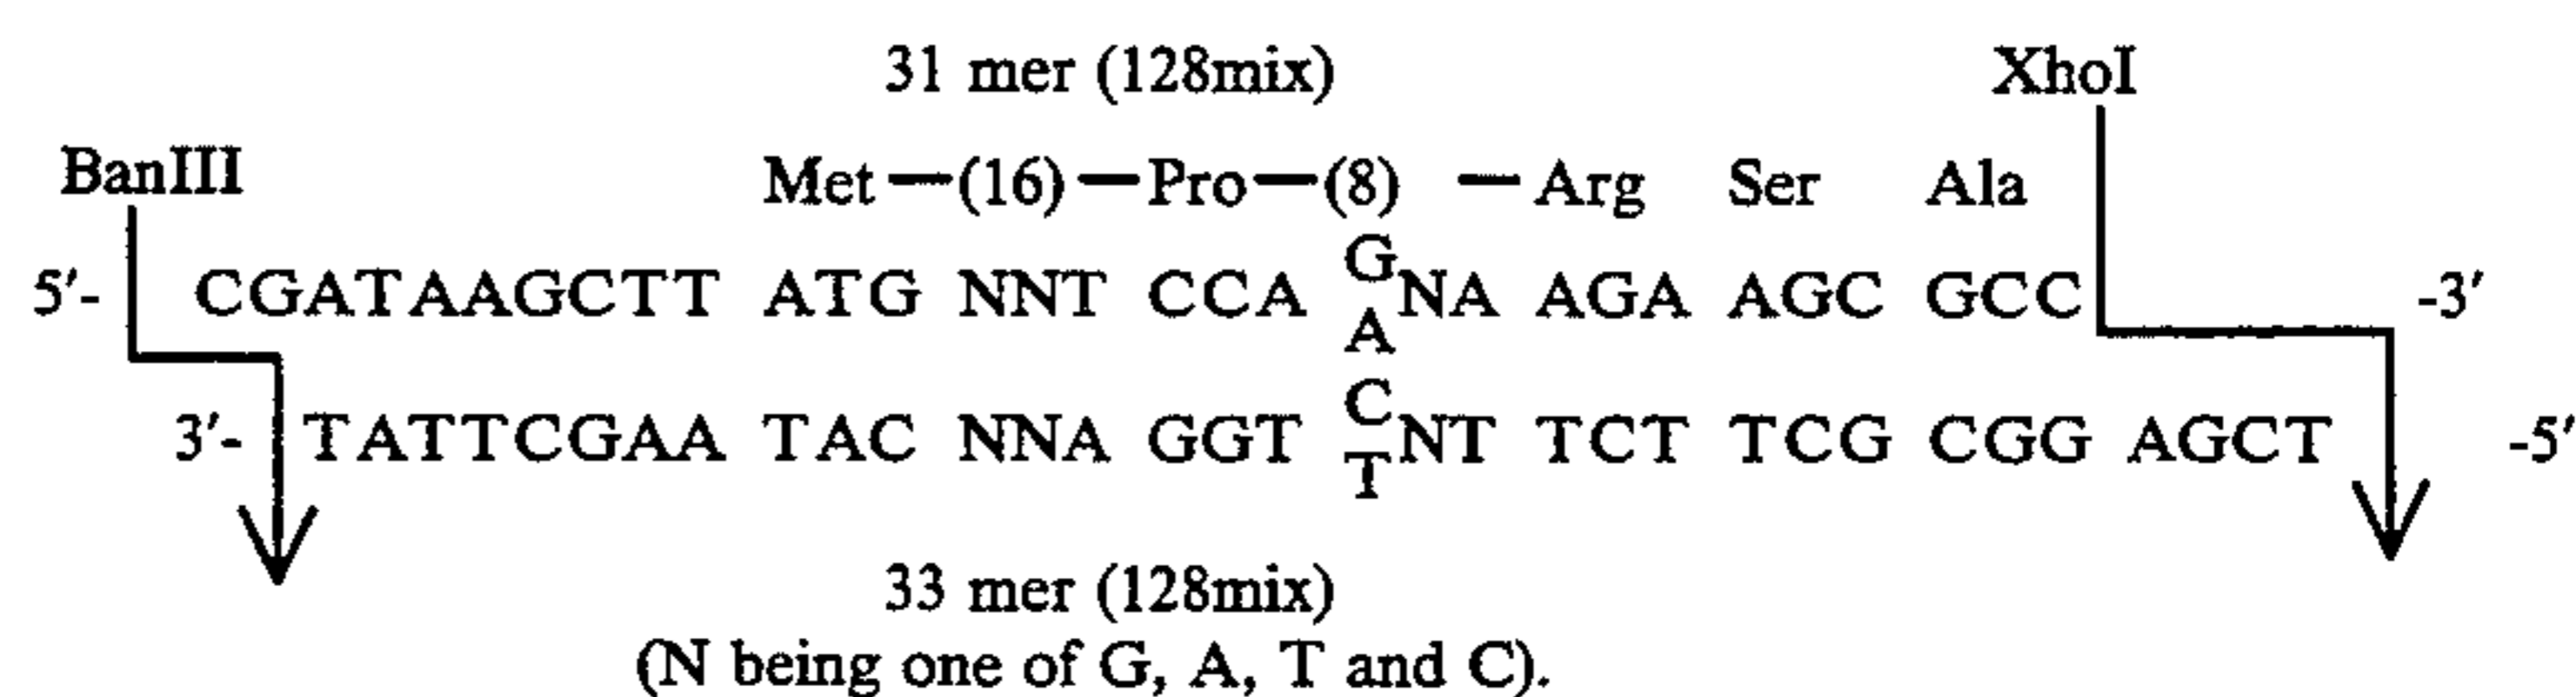 31 mer (128mix)
XhoI
BanIII
Met—(16)—Pro—(8) —Arg Ser Ala
G
5'- CGATAAGCTT ATG NNT CCA NA AGA AGC GCC -3'
A
C
3'- TATTCGAA TAC NNA GGT NT TCT TCG CGG AGCT -5'
T
33 mer (128mix)
(N being one of G, A, T and C).